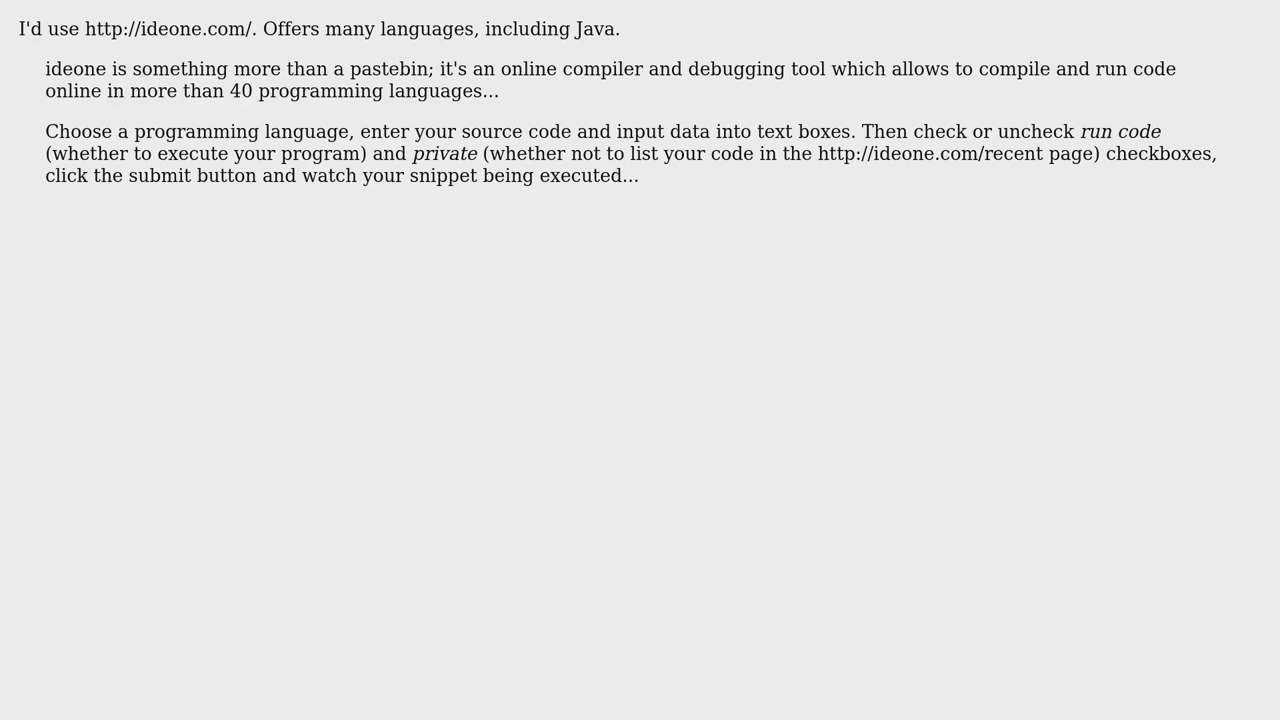 I'd use http://ideone.com/. Offers many languages, including Java.
ideone is something more than a pastebin; it's an online compiler and debugging tool which allows to compile and run code
online in more than 40 programming languages...
Choose a programming language, enter your source code and input data into text boxes. Then check or uncheck run code
(whether to execute your program) and private (whether not to list your code in the http://ideone.com/recent page) checkboxes,
click the submit button and watch your snippet being executed...